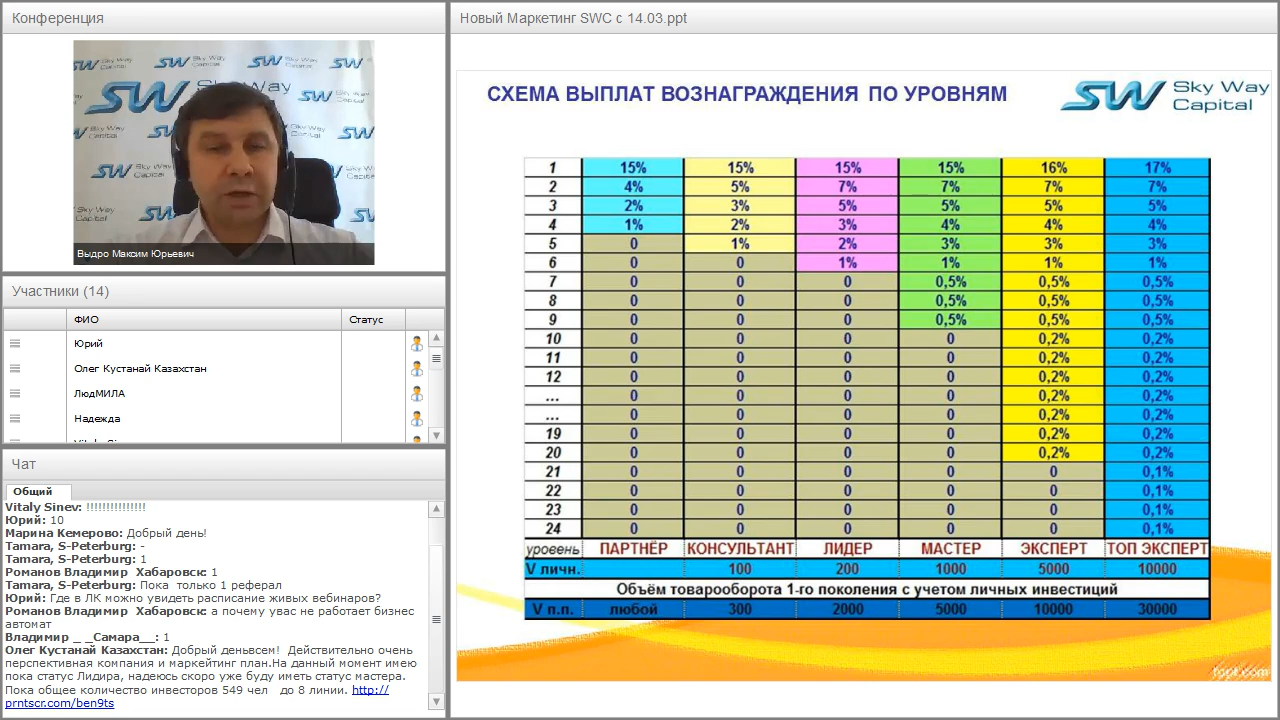 Конференция
Выдро Максим Юрьевич
Участники (14)
ФИО Статус
Юрий
Олег Кустанай Казахстан
ЛюдМИЛА
Надежда
Чат
Общий
Vitaly Sinev: !!!!!!!!!!!!!!!
Юрий: 10
Марина Кемерово: Добрый день!
Tamara, S-Peterburg: -
Tamara, S-Peterburg: 1
Романов Владимир Хабаровск: 1
Tamara, S-Peterburg: Пока только 1 реферал
Юрий: Где в ЛК можно увидеть расписание живых вебинаров?
Романов Владимир Хабаровск: а почему увас не работает бизнес
автомат
Владимир _ _Самара__: 1
Олег Кустанай Казахстан: Добрый деньвсем! Действительно очень
перспективная компания и маркейтинг план.На данный момент имею
пока статус Лидира, надеюсь скоро уже буду иметь статус мастера.
Пока общее количество инвесторов 549 чел до 8 линии. http://
prntscr.com/ben9ts
Новый Маркетинг SWC с 14.03.ppt
СХЕМА ВЫПЛАТ ВОЗНАГРАЖДЕНИЯ ПО УРОВНЯМ
SW Sky Way
Capital
1 15% 15% 15% 15% 16% 17%
2 4% 5% 7% 7% 7% 7%
3 2% 3% 5% 5% 5% 5%
4 1% 2% 3% 4% 4% 4%
5 0 1% 2% 3% 3% 3%
6 0 0 1% 1% 1% 1%
7 0 0 0 0,5% 0,5% 0,5%
8 0 0 0 0,5% 0,5% 0,5%
9 0 0 0 0,5% 0,5% 0,5%
10 0 0 0 0 0,2% 0,2%
11 0 0 0 0 0,2% 0,2%
12 0 0 0 0 0,2% 0,2%
... 0 0 0 0 0,2% 0,2%
... 0 0 0 0 0,2% 0,2%
19 0 0 0 0 0,2% 0,2%
20 0 0 0 0 0,2% 0,2%
21 0 0 0 0 0 0,1%
22 0 0 0 0 0 0,1%
23 0 0 0 0 0 0,1%
24 0 0 0 0 0 0,1%
уровень ПАРТНЁР КОНСУЛЬТАНТ ЛИДЕР МАСТЕР ЭКСПЕРТ ТОП ЭКСПЕРТ
V личн. 100 200 1000 5000 10000
Объём товарооборота 1-го поколения с учетом личных инвестиций
V п.п. любой 300 2000 5000 10000 30000